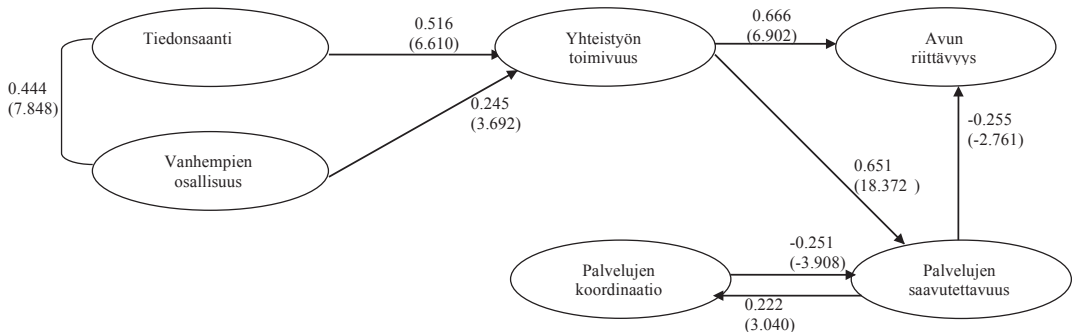 0.516
(6.610)
0.666
(6.902)
Tiedonsaanti
Yhteistyön
toimivuus
Avun
riittävyys
0.444
(7.848)
0.245
(3.692)
-0.255
(-2.761)
Vanhempien
osallisuus
0.651
(18.372 )
-0.251
(-3.908)
Palvelujen
koordinaatio
Palvelujen
saavutettavuus
0.222
(3.040)